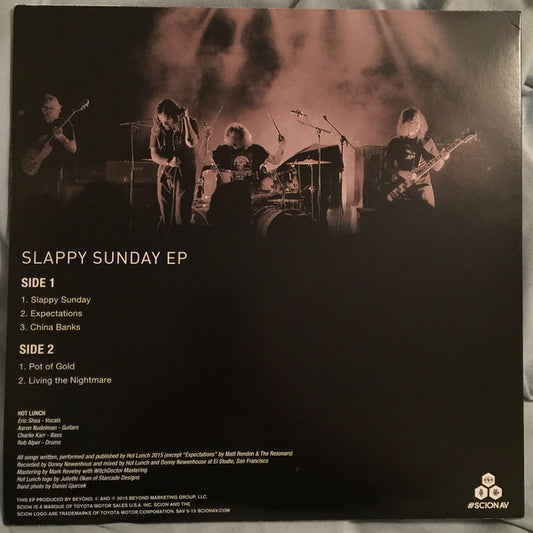 SLAPPY SUNDAY EP
SIDE 1
1. Slappy Sunday
2. Expectations
3. China Banks
SIDE 2
1. Pot of Gold
2. Living the Nightmare
HOT LUNCH
Eric Shea - Vocals
Aaron Nudelman - Guitars
Charlie Karr - Bass
Rob Alper - Drums
All songs written, performed and published by Hot Lunch 2015 (except "Expectations" by Matt Rendon & The Resonars)
Recorded by Donny Newenhous and mixed by Hot Lunch and Donny Newenhouse at El Studio, San Francisco
Mastering by Mark Reveley with WitchDoctor Mastering
Hot Lunch logo by Juliette Okan of Starcade Designs
Band photo by Daniel Gjurcek
THIS EP PRODUCED BY BEYOND. © AND ℗ 2015 BEYOND MARKETING GROUP, LLC.
SCION IS A MARQUE OF TOYOTA MOTOR SALES U.S.A. INC. SCION AND THE
SCION LOGO ARE TRADEMARKS OF TOYOTA MOTOR CORPORATION. SAV 5-15 SCIONAV.COM
#SCIONAV